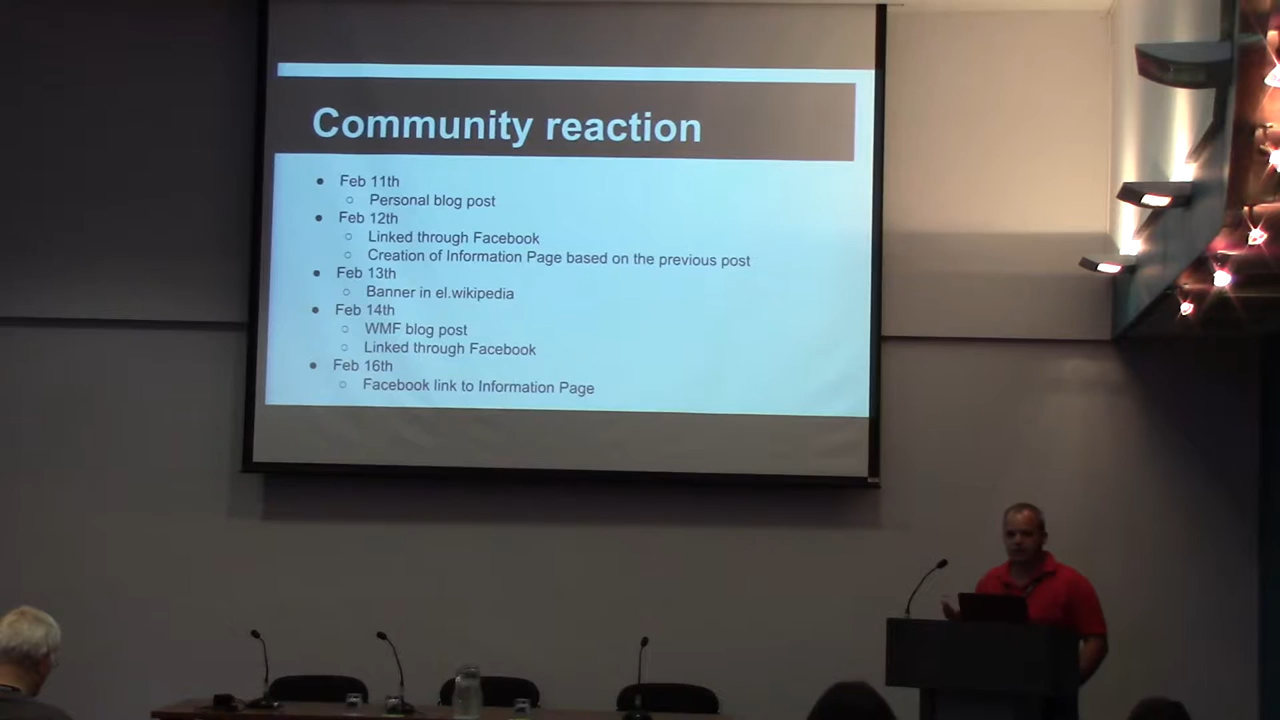 Community reaction
● Feb 11th
○ Personal blog post
● Feb 12th
○ Linked through Facebook
○ Creation of Information Page based on the previous post
● Feb 13th
○ Banner in el.wikipedia
● Feb 14th
○ WMF blog post
○ Linked through Facebook
● Feb 16th
○ Facebook link to Information Page